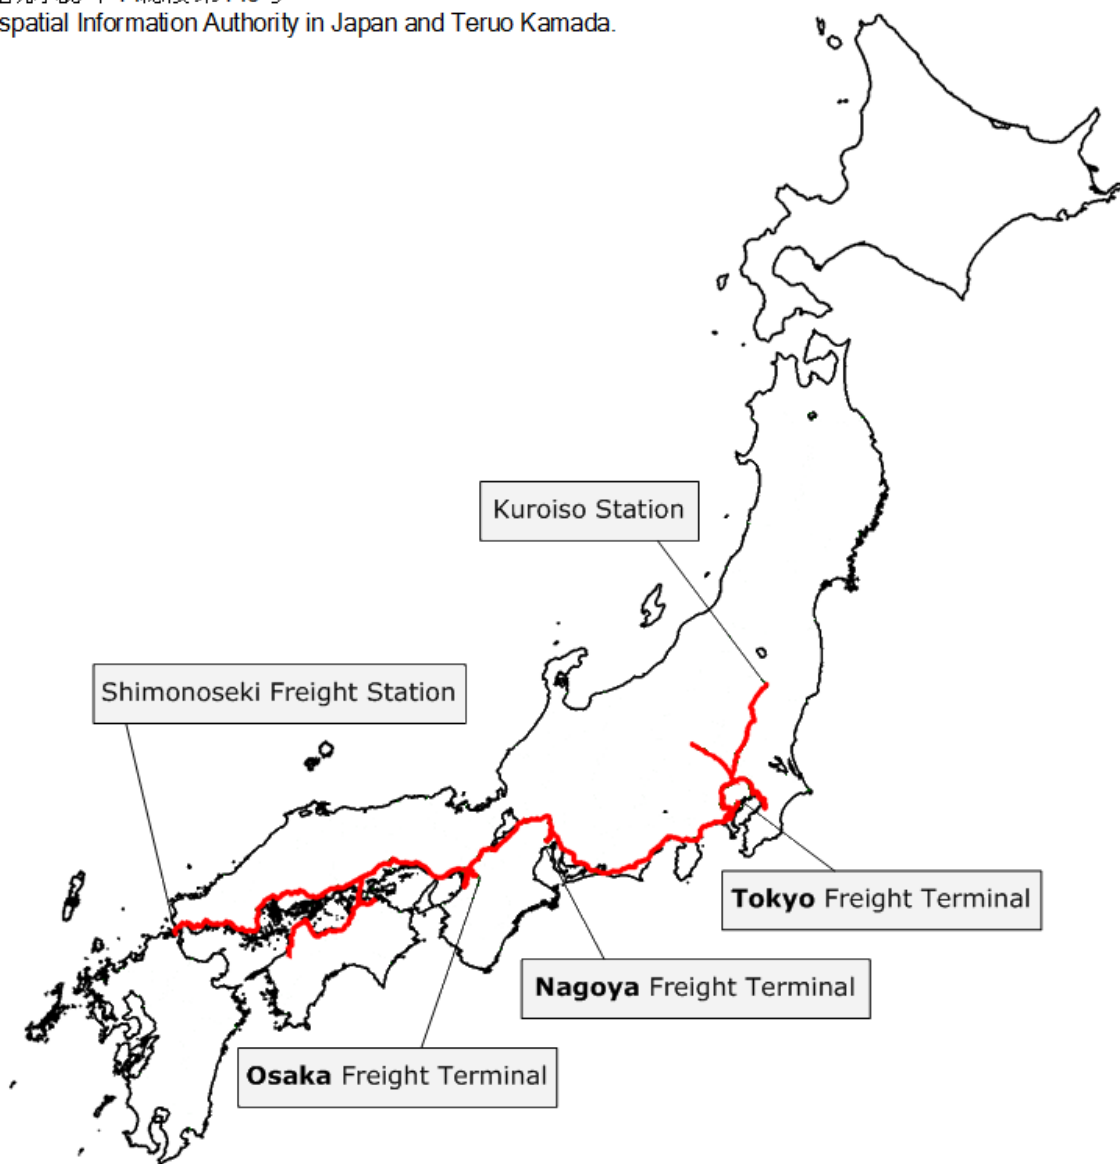 spatial Information Authority in Japan and Teruo Kamada.
Kuroiso Station
Shimonoseki Freight Station
Tokyo Freight Terminal
Nagoya Freight Terminal
Osaka Freight Terminal